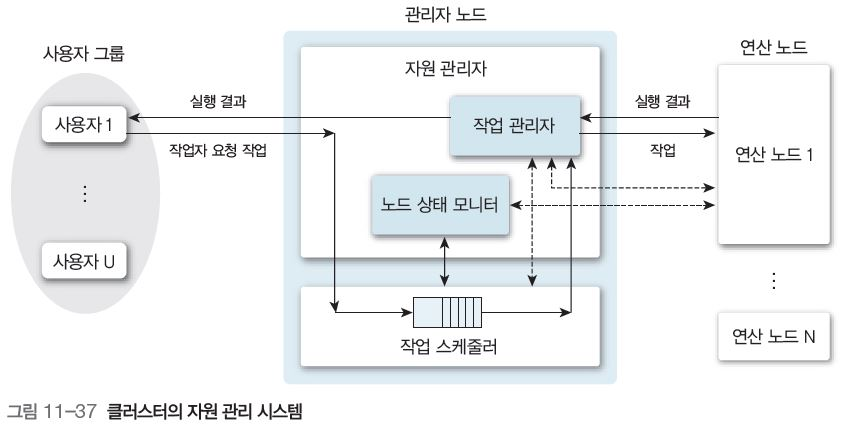 관리자 노드
사용자 그룹
자원 관리자
연산 노드
실행 결과
실행 결과
사용자 1
작업 관리자
작업자 요청 작업
작업
연산 노드 1
⋮
노드 상태 모니터
사용자 U
⋮
작업 스케줄러
연산 노드 N
그림 11-37 클러스터의 자원 관리 시스템